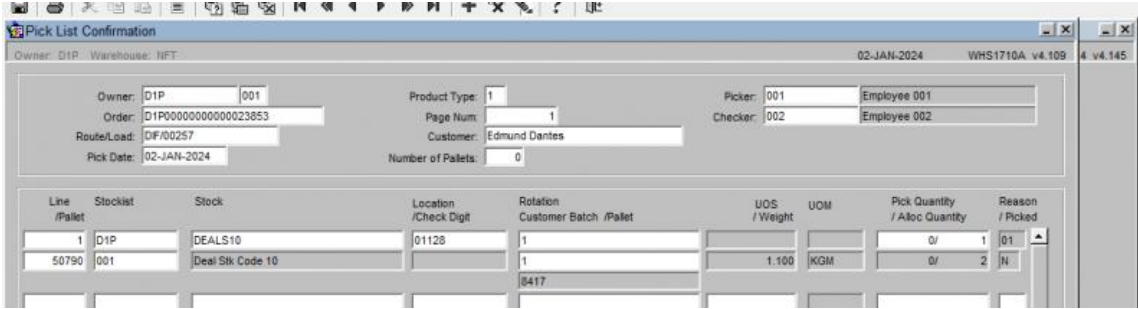 Pick List Confirmation
Owner: D1P Warehouse: NFT 02-JAN-2024 WHS1710A v4.109 4 v4.145
Owner: D1P 001 Product Type: 1 Picker: 001 Employee 001
Order: D1P00000000000023853 Page Num: 1 Checker: 002 Employee 002
Route/Load: DIF/00257 Customer: Edmund Dantes
Pick Date: 02-JAN-2024 Number of Pallets: 0
Line Stockist Stock Location Rotation UOS UOM Pick Quantity Reason
/Pallet /Check Digit Customer Batch /Pallet / Weight / Alloc Quantity / Picked
1 D1P DEALS10 01128 1 0/ 1 01
50790 001 Deal Stk Code 10 1 1.100 KGM 0/ 2 N
8417